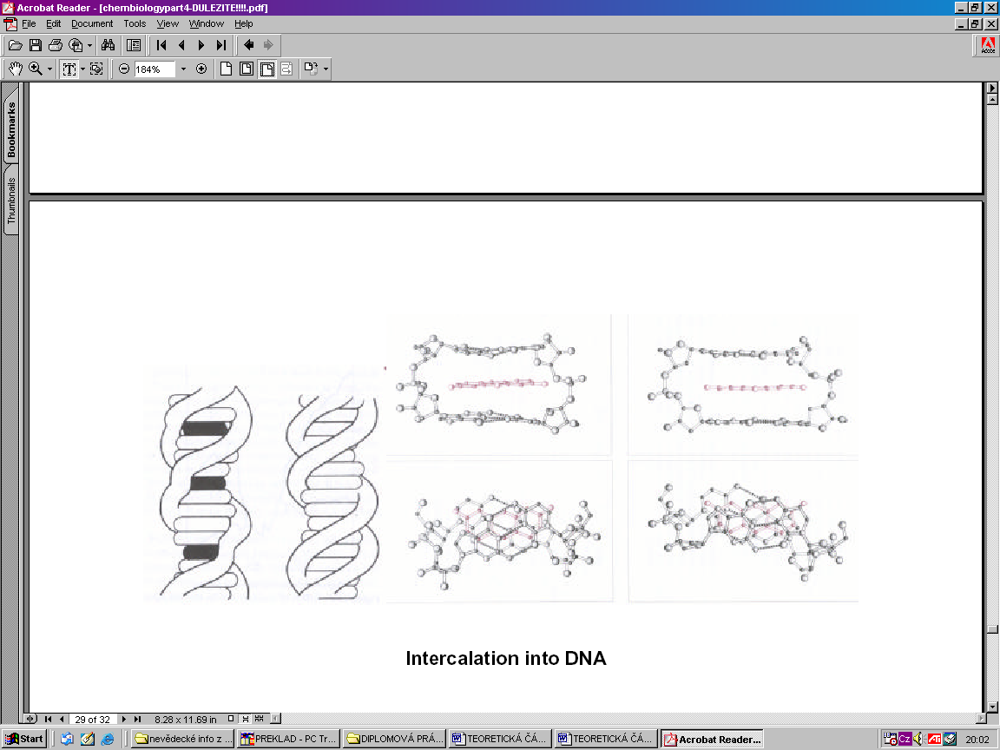 Acrobat Reader - [chembiologypart4-DULEZITE!!!!.pdf]
File Edit Document Tools View Window Help
Adobe
184%
Bookmarks
Thumbnails
Intercalation into DNA
29 of 32 8.28 x 11.69 in
Start nevědecké info z ... PREKLAD - PC Tr... DIPLOMOVÁ PRÁ... TEORETICKÁ ČÁ... TEORETICKÁ ČÁ... Acrobat Reader... Cz ATI 20:02